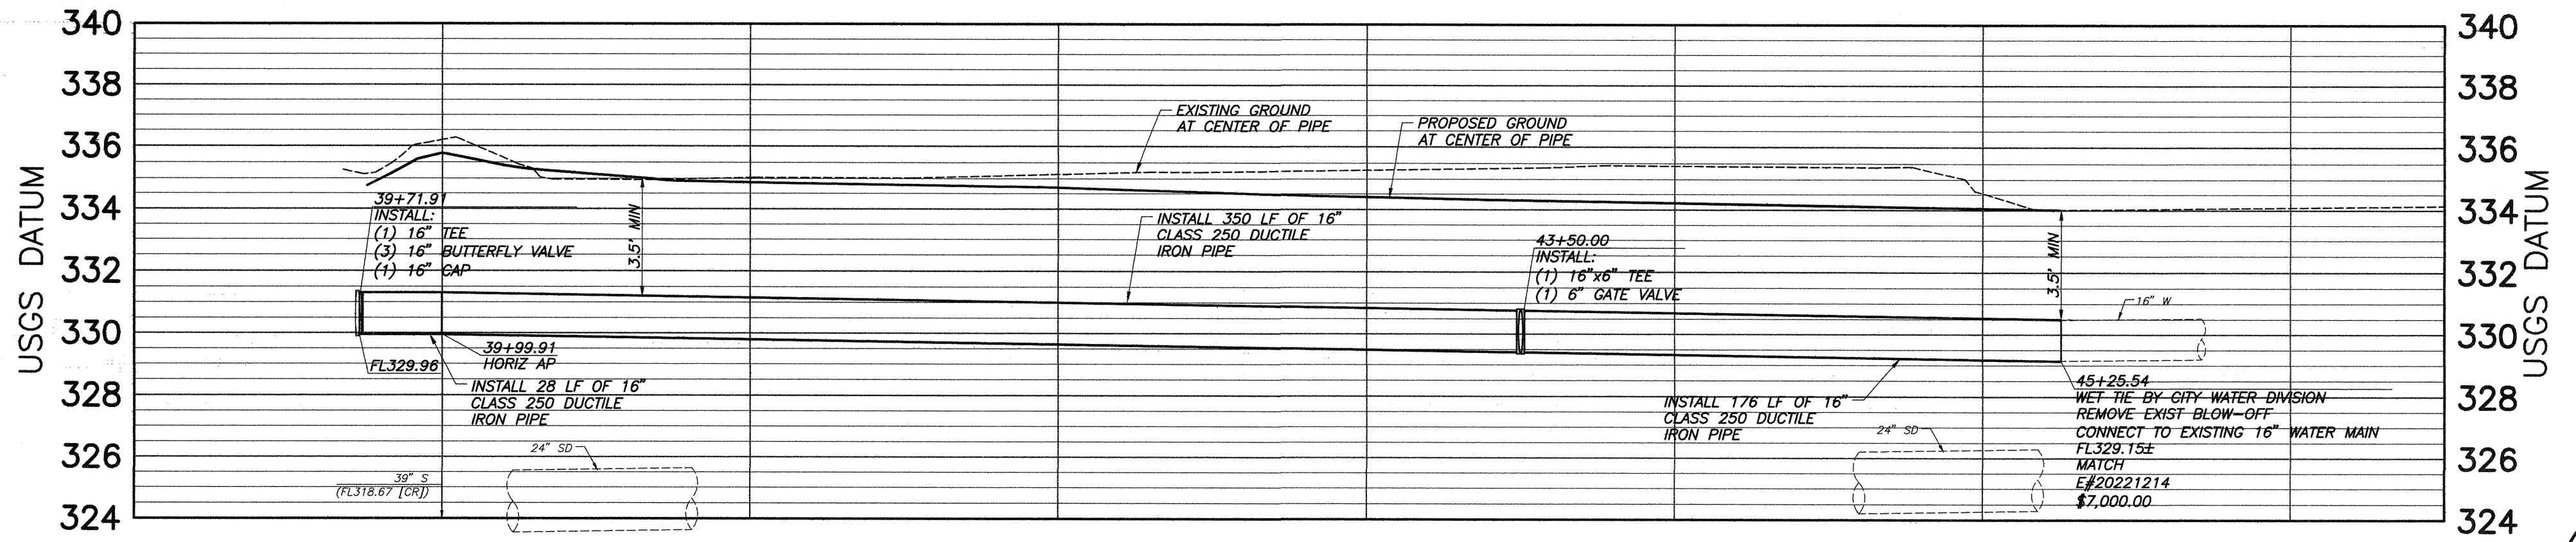 340
338
336
334
332
330
328
326
324
USGS DATUM
EXISTING GROUND
AT CENTER OF PIPE
PROPOSED GROUND
AT CENTER OF PIPE
39+71.91
INSTALL:
(1) 16" TEE
(3) 16" BUTTERFLY VALVE
(1) 16" CAP
3.5' MIN
INSTALL 350 LF OF 16"
CLASS 250 DUCTILE
IRON PIPE
43+50.00
INSTALL:
(1) 16"x6" TEE
(1) 6" GATE VALVE
3.5' MIN
16" W
FL329.96
39+99.91
HORIZ AP
INSTALL 28 LF OF 16"
CLASS 250 DUCTILE
IRON PIPE
INSTALL 176 LF OF 16"
CLASS 250 DUCTILE
IRON PIPE
45+25.54
WET TIE BY CITY WATER DIVISION
REMOVE EXIST BLOW-OFF
CONNECT TO EXISTING 16" WATER MAIN
FL329.15±
MATCH
E#20221214
$7,000.00
24" SD
24" SD
39" S
(FL318.67 [CR])
340
338
336
334
332
330
328
326
324
USGS DATUM